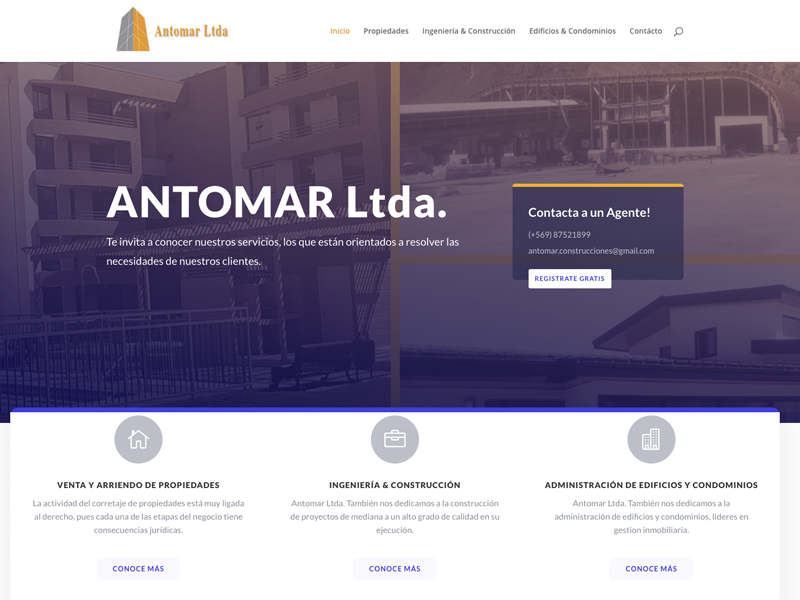 Antomar Ltda
Inicio
Propiedades
Ingeniería & Construcción
Edificios & Condominios
Contácto
ANTOMAR Ltda.
Te invita a conocer nuestros servicios, los que están orientados a resolver las
necesidades de nuestros clientes.
Contacta a un Agente!
(+569) 87521899
antomar.construcciones@gmail.com
REGISTRATE GRATIS
VENTA Y ARRIENDO DE PROPIEDADES
La actividad del corretaje de propiedades está muy ligada
al derecho, pues cada una de las etapas del negocio tiene
consecuencias jurídicas.
CONOCE MÁS
INGENIERÍA & CONSTRUCCIÓN
Antomar Ltda. También nos dedicamos a la construcción
de proyectos de mediana a un alto grado de calidad en su
ejecución.
CONOCE MÁS
ADMINISTRACIÓN DE EDIFICIOS Y CONDOMINIOS
Antomar Ltda. También nos dedicamos a la
administración de edificios y condominios, líderes en
gestion inmobiliaria.
CONOCE MÁS